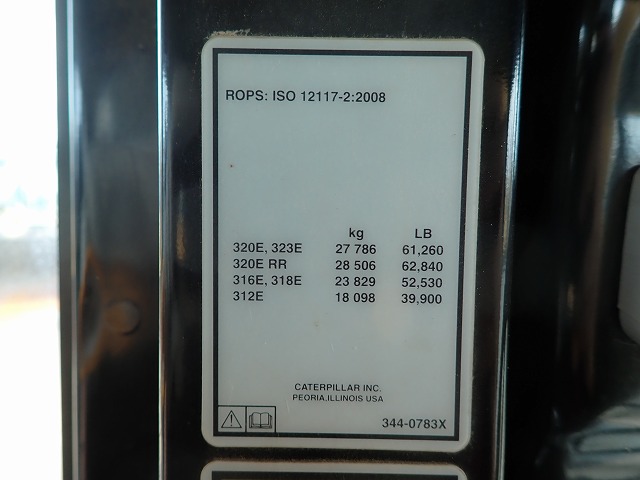 ROPS: ISO 12117-2:2008
kg LB
320E, 323E 27 786 61,260
320E RR 28 506 62,840
316E, 318E 23 829 52,530
312E 18 098 39,900
CATERPILLAR INC.
PEORIA,ILLINOIS USA
344-0783X